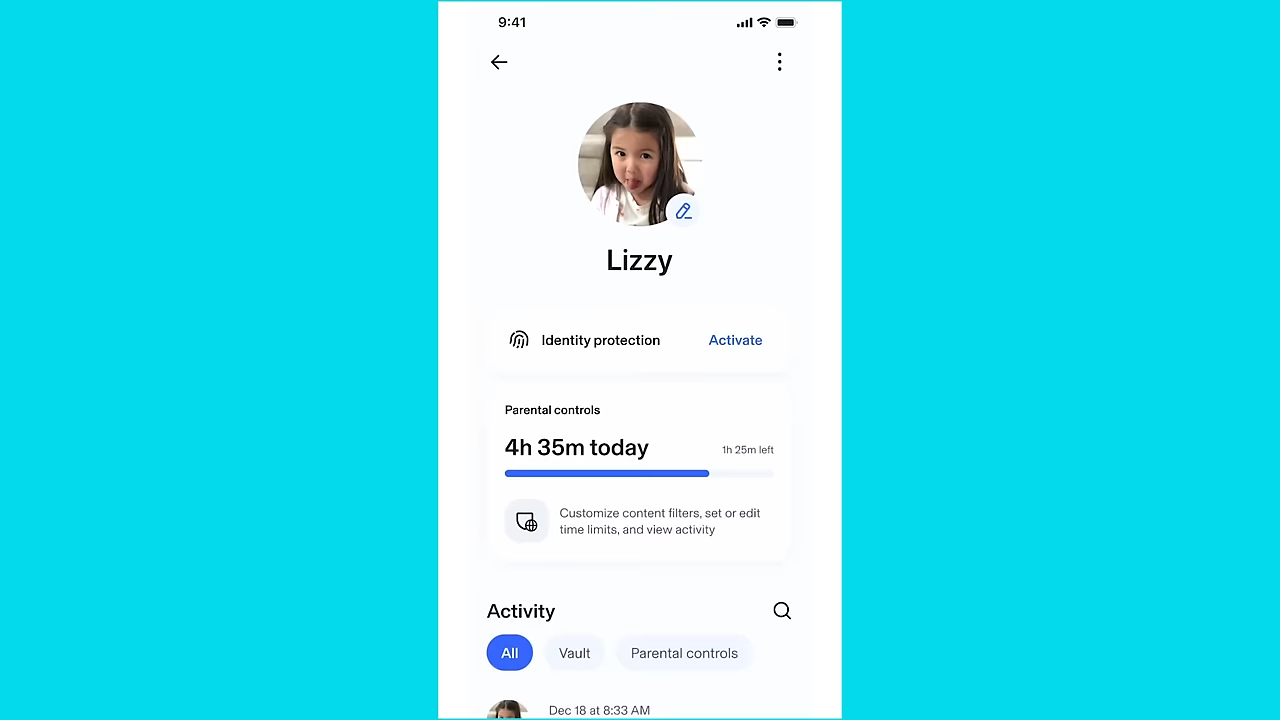 9:41
Lizzy
Identity protection Activate
Parental controls
4h 35m today 1h 25m left
Customize content filters, set or edit
time limits, and view activity
Activity
All Vault Parental controls
Dec 18 at 8:33 AM